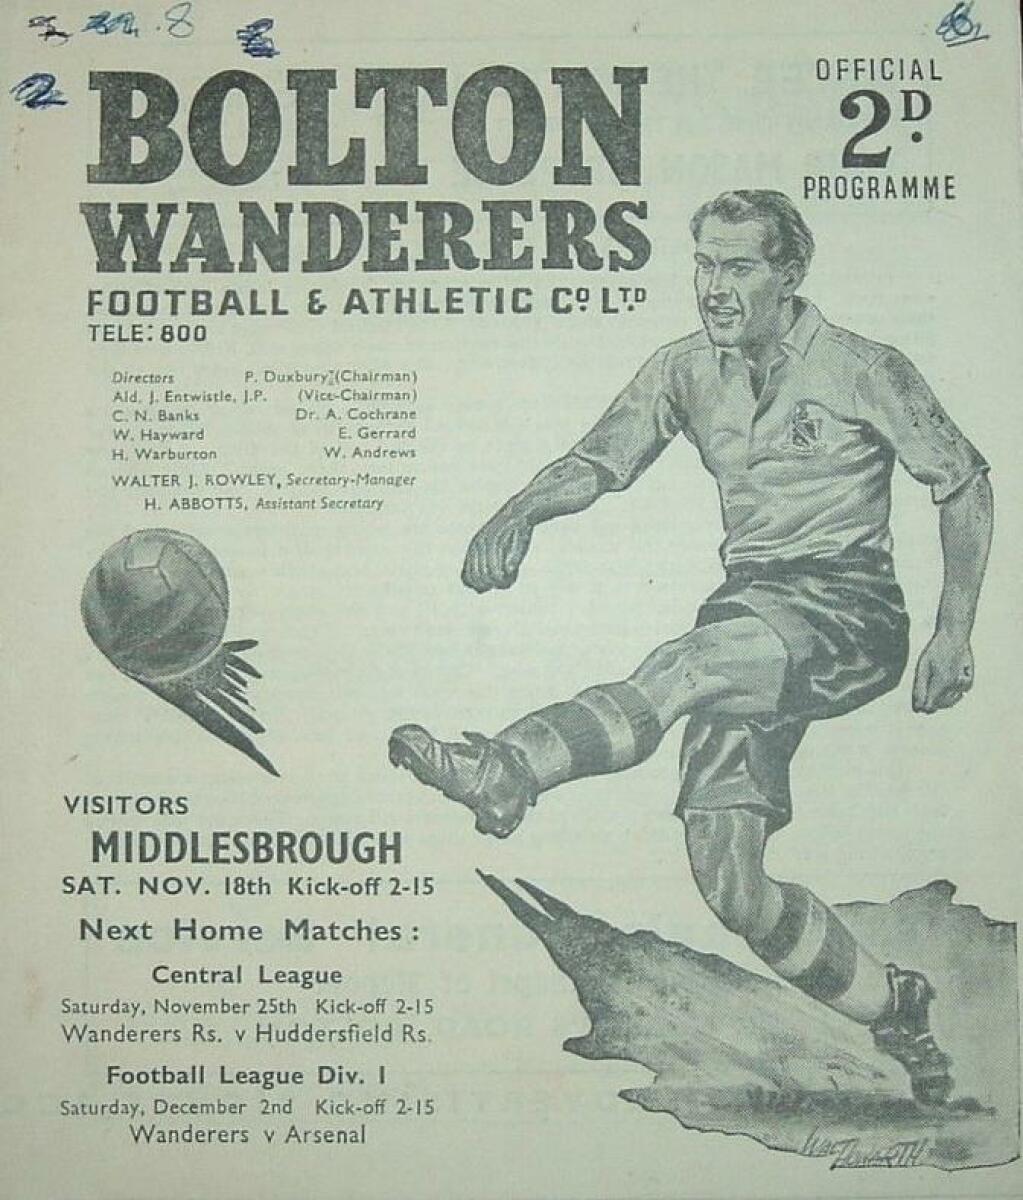 8
BOLTON
WANDERERS
FOOTBALL & ATHLETIC Cº LTD
TELE: 800
OFFICIAL
2D.
PROGRAMME
Directors P. Duxbury (Chairman)
Ald. J. Entwistle, J.P. (Vice-Chairman)
C. N. Banks Dr. A. Cochrane
W. Hayward E. Gerrard
H. Warburton W. Andrews
WALTER J. ROWLEY, Secretary-Manager
H. ABBOTTS, Assistant Secretary
VISITORS
MIDDLESBROUGH
SAT. NOV. 18th Kick-off 2-15
Next Home Matches :
Central League
Saturday, November 25th Kick-off 2-15
Wanderers Rs. v Huddersfield Rs.
Football League Div. I
Saturday, December 2nd Kick-off 2-15
Wanderers v Arsenal